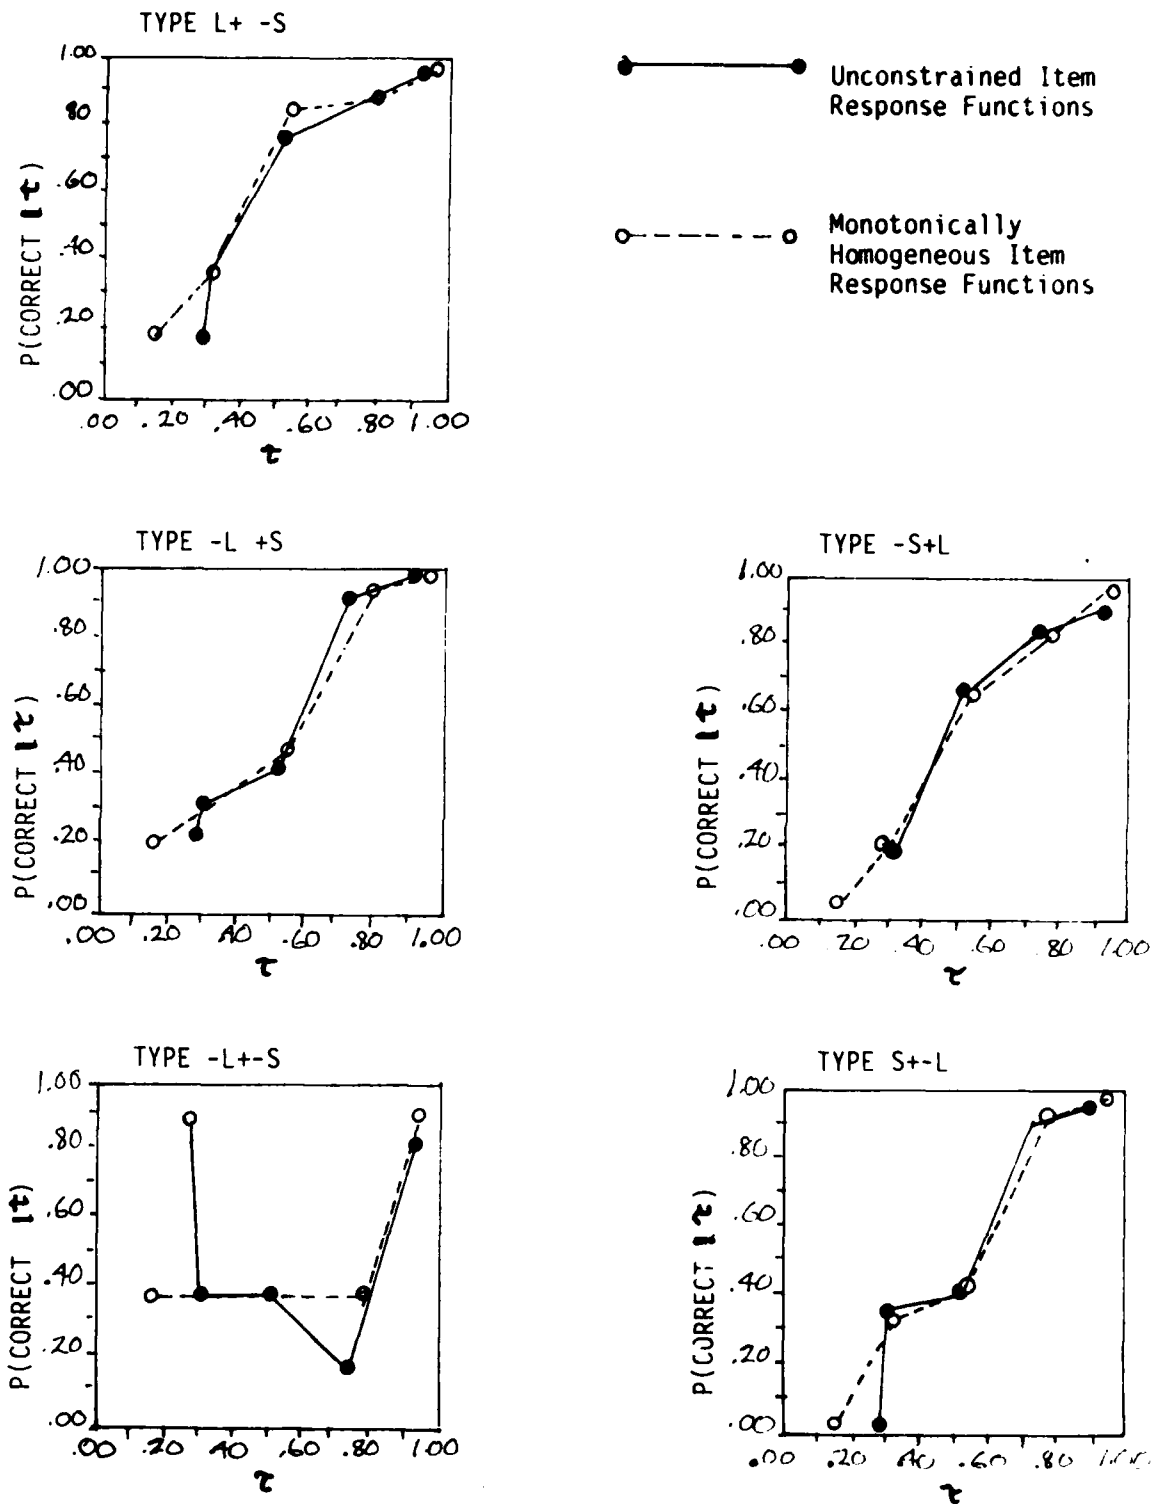 TYPE L+ -S
1.00
.80
.60
.40
.20
.00
P(CORRECT | τ)
.00 .20 .40 .60 .80 1.00
τ
Unconstrained Item
Response Functions
Monotonically
Homogeneous Item
Response Functions
TYPE -L +S
1.00
.80
.60
.40
.20
.00
P(CORRECT | τ)
.00 .20 .40 .60 .80 1.00
τ
TYPE -S+L
1.00
.80
.60
.40
.20
.00
P(CORRECT | τ)
.00 .20 .40 .60 .80 1.00
τ
TYPE -L+-S
1.00
.80
.60
.40
.20
.00
P(CORRECT | τ)
.00 .20 .40 .60 .80 1.00
τ
TYPE S+-L
1.00
.80
.60
.40
.20
.00
P(CORRECT | τ)
.00 .20 .40 .60 .80 1.00
τ